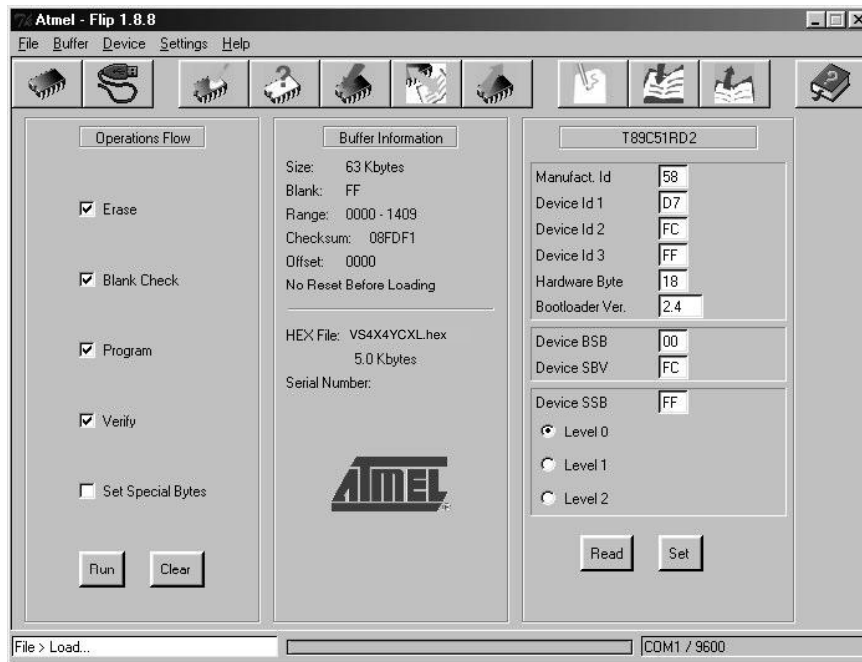 Atmel - Flip 1.8.8
File Buffer Device Settings Help
Operations Flow
Erase
Blank Check
Program
Verify
Set Special Bytes
Run Clear
Buffer Information
Size: 63 Kbytes
Blank: FF
Range: 0000 - 1409
Checksum: 08FDF1
Offset: 0000
No Reset Before Loading
HEX File: VS4X4YCXL.hex
5.0 Kbytes
Serial Number:
ATMEL
T89C51RD2
Manufact. Id 58
Device Id 1 D7
Device Id 2 FC
Device Id 3 FF
Hardware Byte 18
Bootloader Ver. 2.4
Device BSB 00
Device SBV FC
Device SSB FF
Level 0
Level 1
Level 2
Read Set
File > Load...
COM1 / 9600